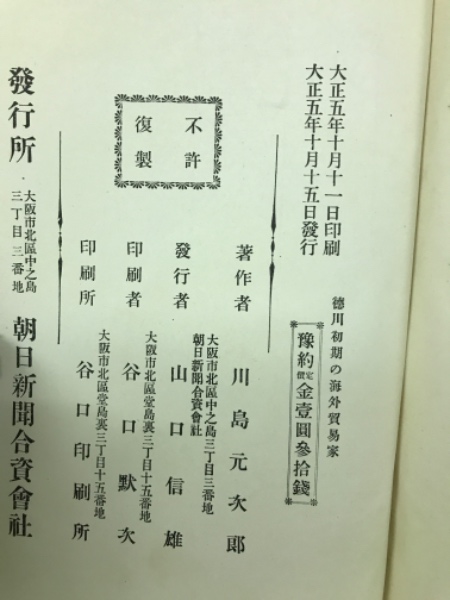 大正五年十月十一日印刷
大正五年十月十五日發行
德川初期の海外貿易家
豫約定價金壹圓參拾錢
不許
復製
著作者 川島元次郎
大阪市北區中之島三丁目三番地
朝日新聞合資會社
發行者 山口信雄
大阪市北區堂島裏三丁目十五番地
印刷者 谷口默次
大阪市北區堂島裏三丁目十五番地
印刷所 谷口印刷所
發行所
大阪市北區中之島
三丁目三番地
朝日新聞合資會社